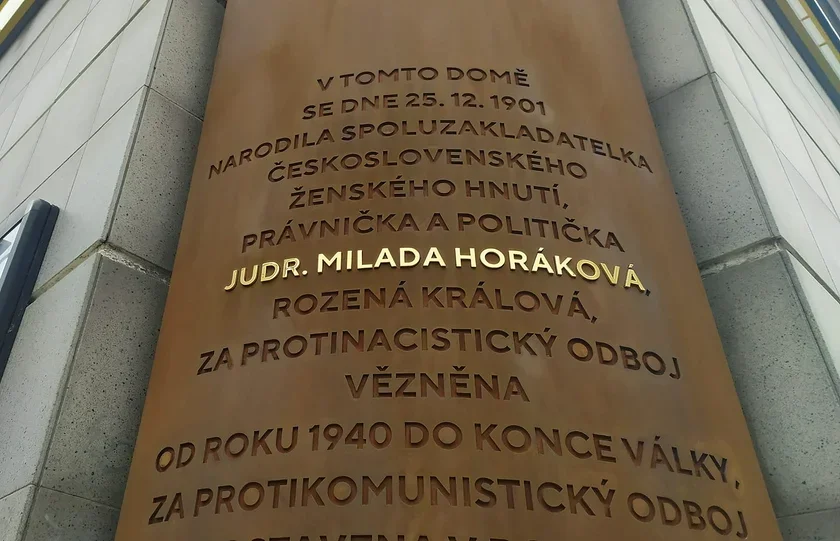 V TOMTO DOMĚ
SE DNE 25. 12. 1901
NARODILA SPOLUZAKLADATELKA
ČESKOSLOVENSKÉHO
ŽENSKÉHO HNUTÍ,
PRÁVNIČKA A POLITIČKA
JUDR. MILADA HORÁKOVÁ,
ROZENÁ KRÁLOVÁ,
ZA PROTINACISTICKÝ ODBOJ
VĚZNĚNA
OD ROKU 1940 DO KONCE VÁLKY,
ZA PROTIKOMUNISTICKÝ ODBOJ